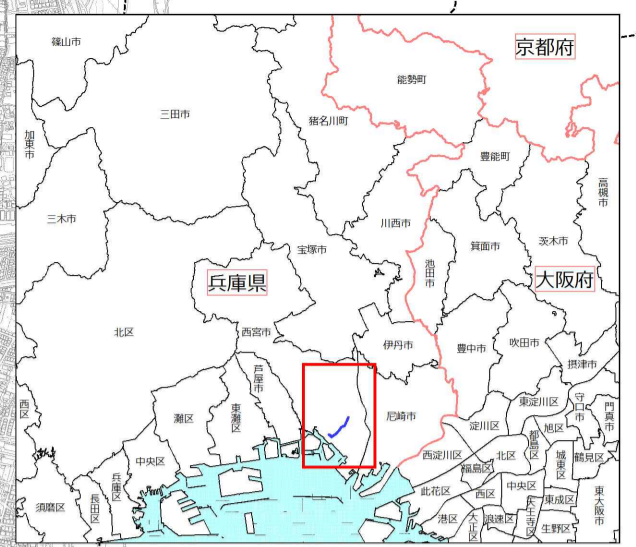 篠山市
京都府
能勢町
三田市
猪名川町
加東市
豊能町
高槻市
三木市
川西市
茨木市
箕面市
宝塚市
池田市
兵庫県
大阪府
北区
西宮市
伊丹市
豊中市
吹田市
摂津市
芦屋市
守口市
門真市
西区
灘区
東灘区
尼崎市
東淀川区
淀川区
都島区
旭区
中央区
西淀川区
北区
城東区
鶴見区
福島区
兵庫区
此花区
西区
中央区
東成区
東大阪市
長田区
須磨区
港区
大正区
浪速区
天王寺区
生野区